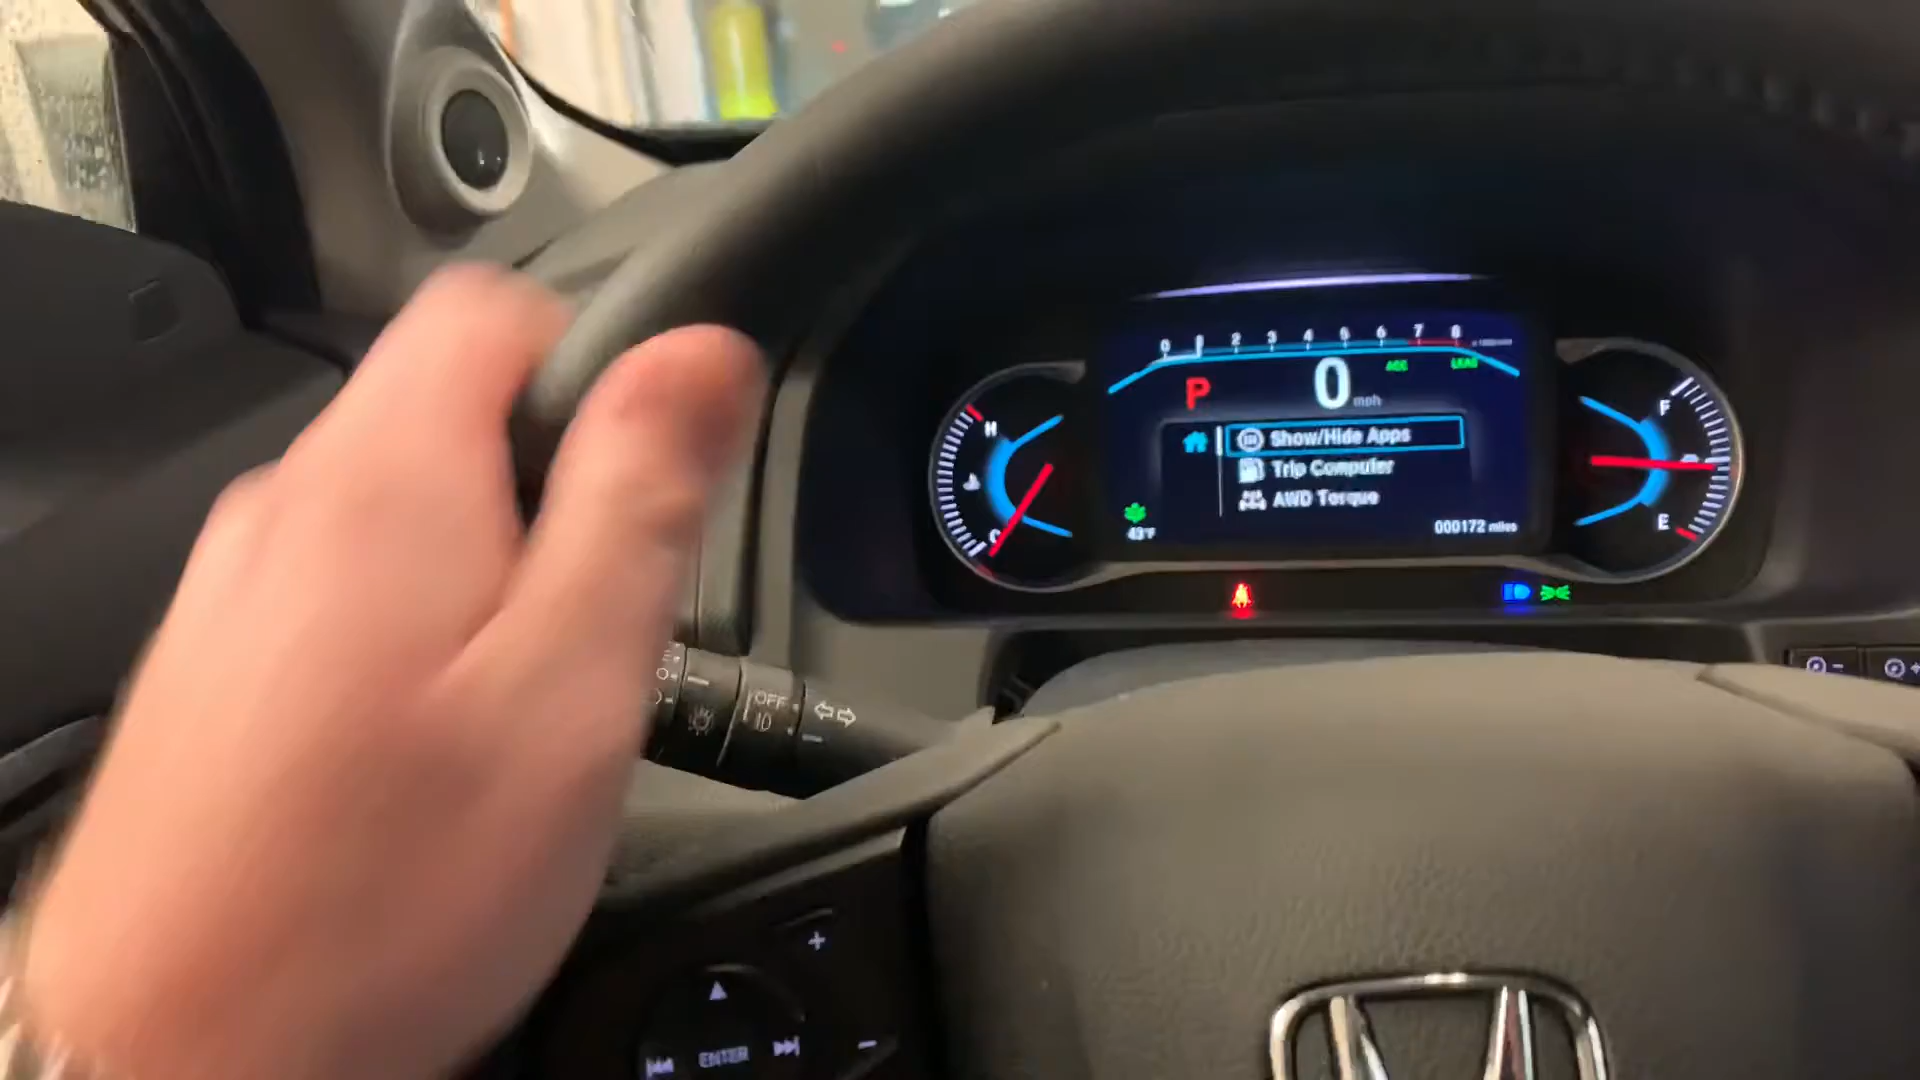 0 1 2 3 4 5 6 7 8
P 0 mph
Show/Hide Apps
Trip Computer
AWD Torque
43°F
000172 miles
H
C
F
E
OFF
+
ENTER
−
− +